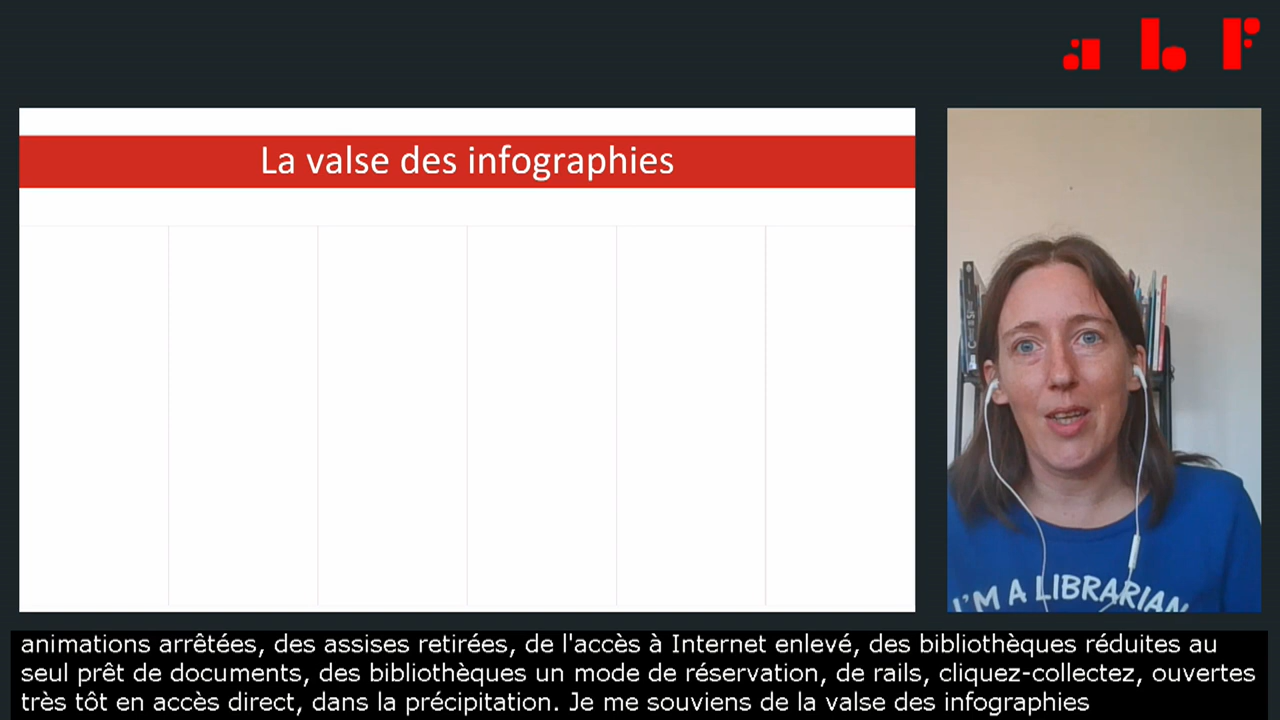 abf
La valse des infographies
I'M A LIBRARIAN
animations arrêtées, des assises retirées, de l'accès à Internet enlevé, des bibliothèques réduites au
seul prêt de documents, des bibliothèques un mode de réservation, de rails, cliquez-collectez, ouvertes
très tôt en accès direct, dans la précipitation. Je me souviens de la valse des infographies